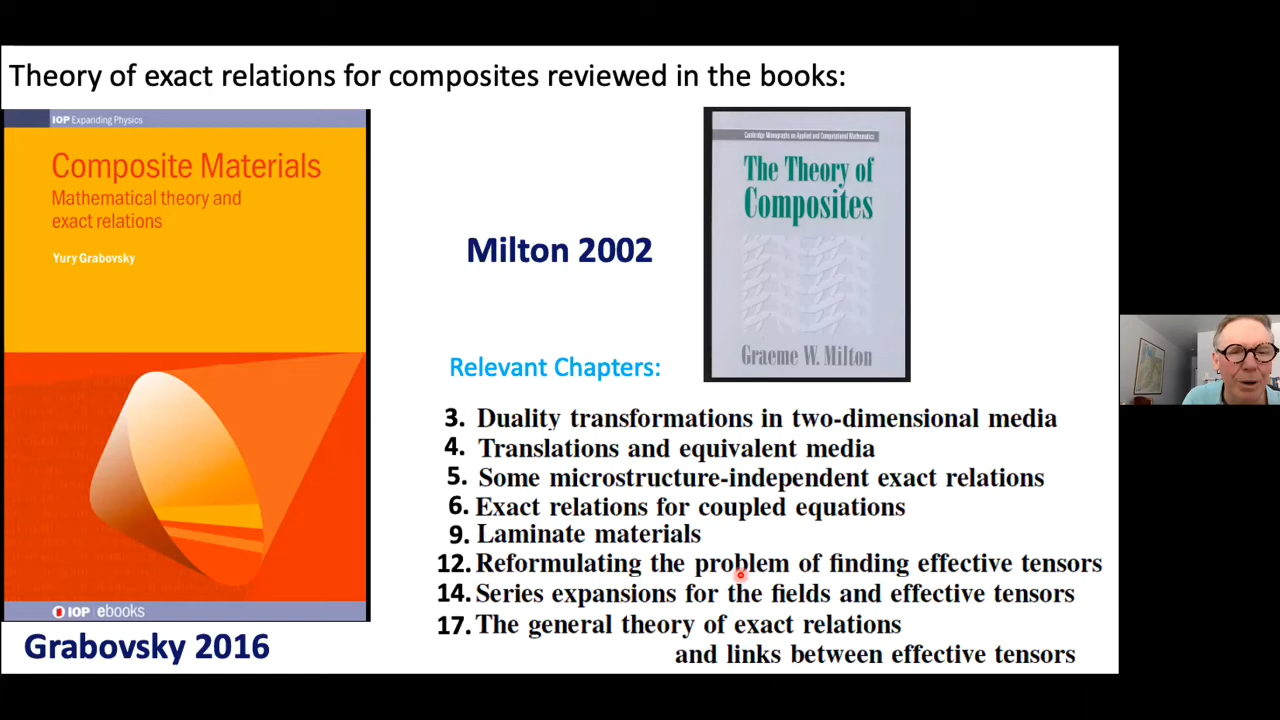 Theory of exact relations for composites reviewed in the books:
IOP Expanding Physics
Composite Materials
Mathematical theory and
exact relations
Yury Grabovsky
IOP ebooks
Grabovsky 2016
Milton 2002
Cambridge Monographs on Applied and Computational Mathematics
The Theory of
Composites
Graeme W. Milton
Relevant Chapters:
3. Duality transformations in two-dimensional media
4. Translations and equivalent media
5. Some microstructure-independent exact relations
6. Exact relations for coupled equations
9. Laminate materials
12. Reformulating the problem of finding effective tensors
14. Series expansions for the fields and effective tensors
17. The general theory of exact relations
and links between effective tensors